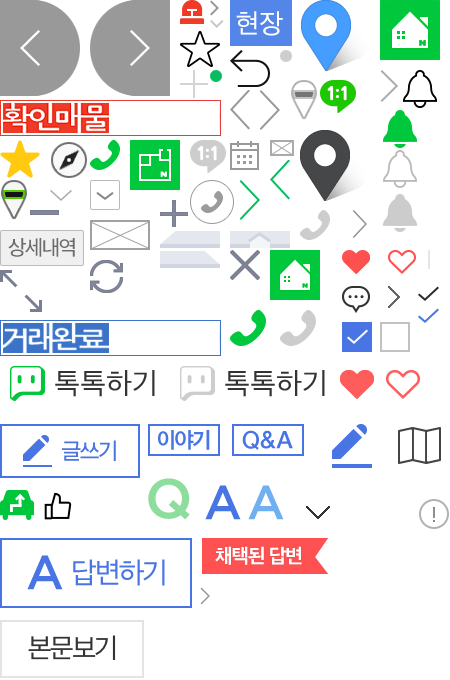 현장
1:1
확인매물
1:1
N
상세내역
N
N
거래완료
톡톡하기
톡톡하기
글쓰기
이야기
Q&A
Q
A
A
A 답변하기
채택된 답변
본문보기